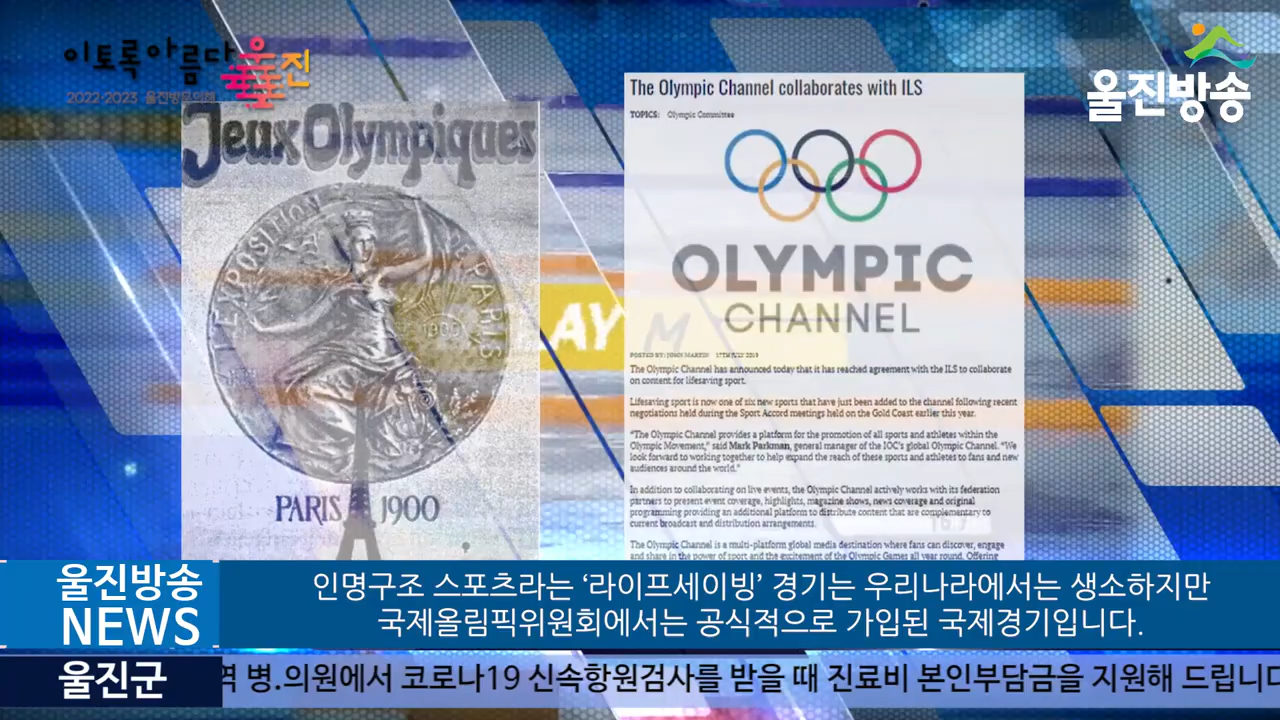 이토록아름다
울진
2022-2023 울진방문의해
울진방송
Jeux Olympiques
EXPOSITION DE PARIS
1900
PARIS 1900
AY
M
The Olympic Channel collaborates with ILS
TOPICS: Olympic Committee
OLYMPIC
CHANNEL
POSTED BY: JOHN MARTIN 17TH JULY 2018
The Olympic Channel has announced today that it has reached agreement with the ILS to collaborate
on content for lifesaving sport.
Lifesaving sport is now one of six new sports that have just been added to the channel following recent
negotiations held during the Sport Accord meetings held on the Gold Coast earlier this year.
"The Olympic Channel provides a platform for the promotion of all sports and athletes within the
Olympic Movement," said Mark Parkman, general manager of the IOC's global Olympic Channel. "We
look forward to working together to help expand the reach of these sports and athletes to fans and new
audiences around the world."
In addition to collaborating on live events, the Olympic Channel actively works with its federation
partners to present event coverage, highlights, magazine shows, news coverage and original
programming providing an additional platform to distribute content that are complementary to
current broadcast and distribution arrangements.
The Olympic Channel is a multi-platform global media destination where fans can discover, engage
and share in the power of sport and the excitement of the Olympic Games all year round. Offering
울진방송
NEWS
인명구조 스포츠라는 ‘라이프세이빙’ 경기는 우리나라에서는 생소하지만
국제올림픽위원회에서는 공식적으로 가입된 국제경기입니다.
울진군
역 병.의원에서 코로나19 신속항원검사를 받을 때 진료비 본인부담금을 지원해 드립니다